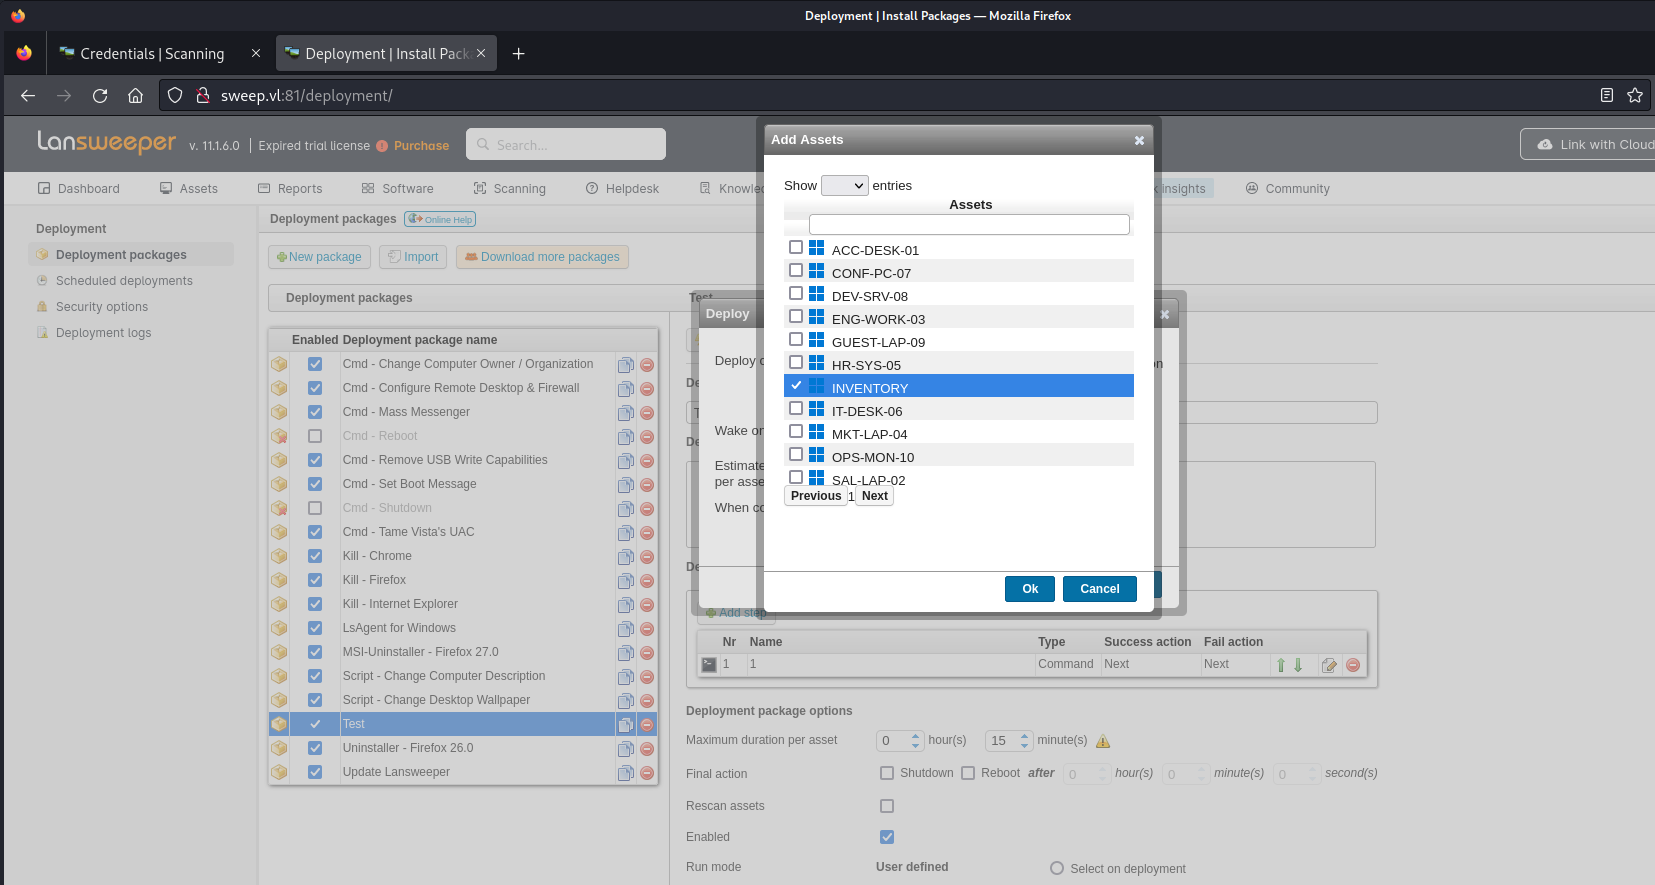 Deployment | Install Packages — Mozilla Firefox
Credentials | Scanning
Deployment | Install Pack
sweep.vl:81/deployment/
Lansweeper
v. 11.1.6.0
Expired trial license
Purchase
Search...
Link with Cloud
Dashboard
Assets
Reports
Software
Scanning
Helpdesk
Knowle
k insights
Community
Deployment
Deployment packages
Scheduled deployments
Security options
Deployment logs
Deployment packages
Online Help
New package
Import
Download more packages
Deployment packages
Enabled Deployment package name
Cmd - Change Computer Owner / Organization
Cmd - Configure Remote Desktop & Firewall
Cmd - Mass Messenger
Cmd - Reboot
Cmd - Remove USB Write Capabilities
Cmd - Set Boot Message
Cmd - Shutdown
Cmd - Tame Vista's UAC
Kill - Chrome
Kill - Firefox
Kill - Internet Explorer
LsAgent for Windows
MSI-Uninstaller - Firefox 27.0
Script - Change Computer Description
Script - Change Desktop Wallpaper
Test
Uninstaller - Firefox 26.0
Update Lansweeper
Test
De
T
De
De
Add step
Nr Name Type Success action Fail action
1 1 Command Next Next
Deployment package options
Maximum duration per asset 0 hour(s) 15 minute(s)
Final action Shutdown Reboot after 0 hour(s) 0 minute(s) 0 second(s)
Rescan assets
Enabled
Run mode User defined Select on deployment
Deploy
Deploy o
n
Wake on
Estimate
per asse
When co
Add Assets
Show entries
Assets
ACC-DESK-01
CONF-PC-07
DEV-SRV-08
ENG-WORK-03
GUEST-LAP-09
HR-SYS-05
INVENTORY
IT-DESK-06
MKT-LAP-04
OPS-MON-10
SAL-LAP-02
Previous 1 Next
Ok Cancel